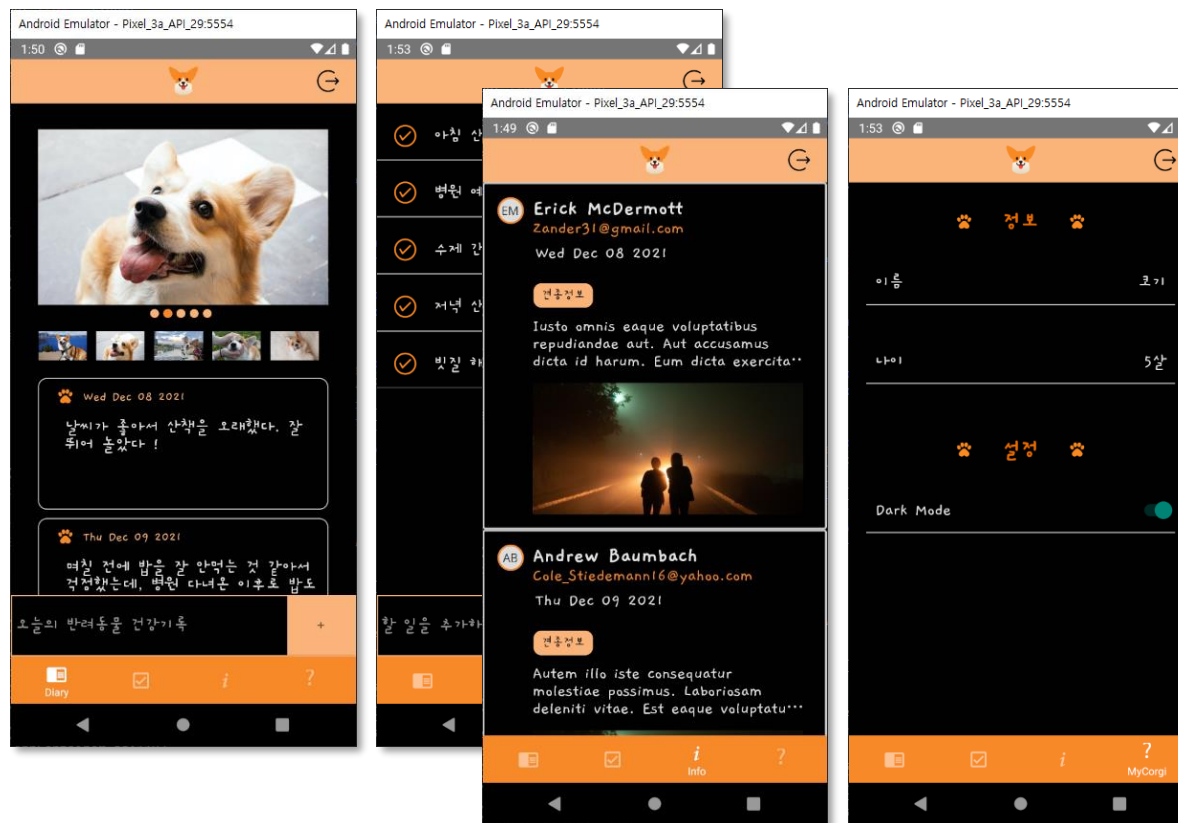 Android Emulator - Pixel_3a_API_29:5554
1:50
Wed Dec 08 2021
날씨가 좋아서 산책을 오래했다. 잘
뛰어 놀았다 !
Thu Dec 09 2021
며칠 전에 밥을 잘 안먹는 것 같아서
걱정했는데, 병원 다녀온 이후로 밥도
오늘의 반려동물 건강기록
+
Diary
i
?
Android Emulator - Pixel_3a_API_29:5554
1:53
아침
병원
수제
저녁
빗질
할 일을 추가하
Android Emulator - Pixel_3a_API_29:5554
1:49
EM
Erick McDermott
Zander31@gmail.com
Wed Dec 08 2021
견종정보
Iusto omnis eaque voluptatibus
repudiandae aut. Aut accusamus
dicta id harum. Eum dicta exercita…
AB
Andrew Baumbach
Cole_Stiedemann16@yahoo.com
Thu Dec 09 2021
견종정보
Autem illo iste consequatur
molestiae possimus. Laboriosam
deleniti vitae. Est eaque voluptatu…
i
Info
?
Android Emulator - Pixel_3a_API_29:5554
1:53
정보
이름 코기
나이 5살
설정
Dark Mode
i
?
MyCorgi